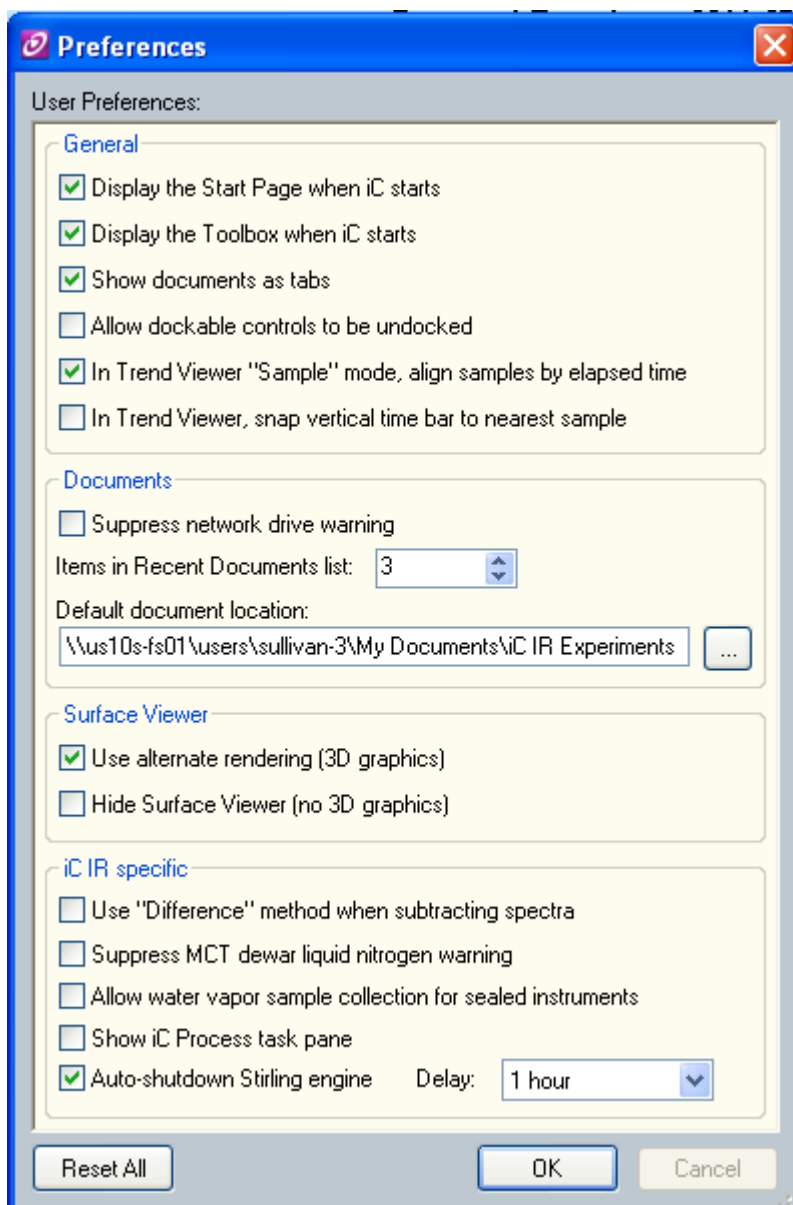 Preferences
User Preferences:
General
Display the Start Page when iC starts
Display the Toolbox when iC starts
Show documents as tabs
Allow dockable controls to be undocked
In Trend Viewer "Sample" mode, align samples by elapsed time
In Trend Viewer, snap vertical time bar to nearest sample
Documents
Suppress network drive warning
Items in Recent Documents list: 3
Default document location:
\\us10s-fs01\users\sullivan-3\My Documents\iC IR Experiments ...
Surface Viewer
Use alternate rendering (3D graphics)
Hide Surface Viewer (no 3D graphics)
iC IR specific
Use "Difference" method when subtracting spectra
Suppress MCT dewar liquid nitrogen warning
Allow water vapor sample collection for sealed instruments
Show iC Process task pane
Auto-shutdown Stirling engine Delay: 1 hour
Reset All OK Cancel